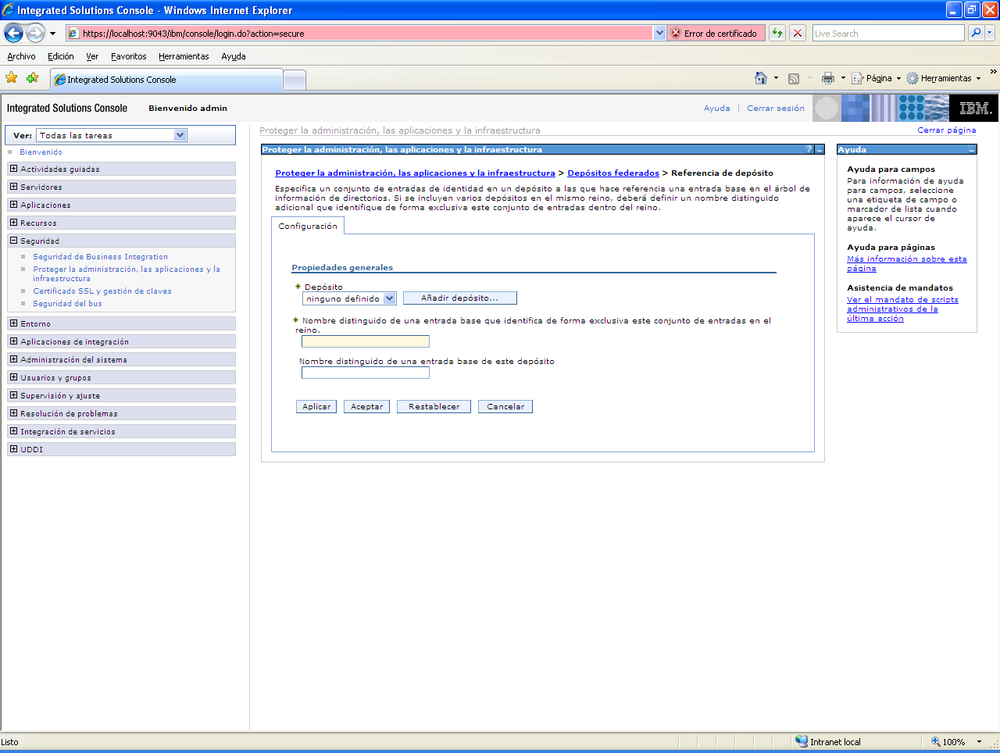 Integrated Solutions Console - Windows Internet Explorer
https://localhost:9043/ibm/console/login.do?action=secure
Error de certificado
Live Search
Archivo Edición Ver Favoritos Herramientas Ayuda
Integrated Solutions Console
Página
Herramientas
Integrated Solutions Console
Bienvenido admin
Ayuda | Cerrar sesión
IBM.
Ver: Todas las tareas
Bienvenido
Actividades guiadas
Servidores
Aplicaciones
Recursos
Seguridad
Seguridad de Business Integration
Proteger la administración, las aplicaciones y la
infraestructura
Certificado SSL y gestión de claves
Seguridad del bus
Entorno
Aplicaciones de integración
Administración del sistema
Usuarios y grupos
Supervisión y ajuste
Resolución de problemas
Integración de servicios
UDDI
Proteger la administración, las aplicaciones y la infraestructura
Cerrar página
Proteger la administración, las aplicaciones y la infraestructura ? –
Proteger la administración, las aplicaciones y la infraestructura > Depósitos federados > Referencia de depósito
Especifica un conjunto de entradas de identidad en un depósito a las que hace referencia una entrada base en el árbol de
información de directorios. Si se incluyen varios depósitos en el mismo reino, deberá definir un nombre distinguido
adicional que identifique de forma exclusiva este conjunto de entradas dentro del reino.
Configuración
Propiedades generales
* Depósito
ninguno definido
Añadir depósito...
* Nombre distinguido de una entrada base que identifica de forma exclusiva este conjunto de entradas en el
reino.
Nombre distinguido de una entrada base de este depósito
Aplicar Aceptar Restablecer Cancelar
Ayuda –
Ayuda para campos
Para información de ayuda
para campos, seleccione
una etiqueta de campo o
marcador de lista cuando
aparece el cursor de
ayuda.
Ayuda para páginas
Más información sobre esta
página
Asistencia de mandatos
Ver el mandato de scripts
administrativos de la
última acción
Listo
Intranet local
100%